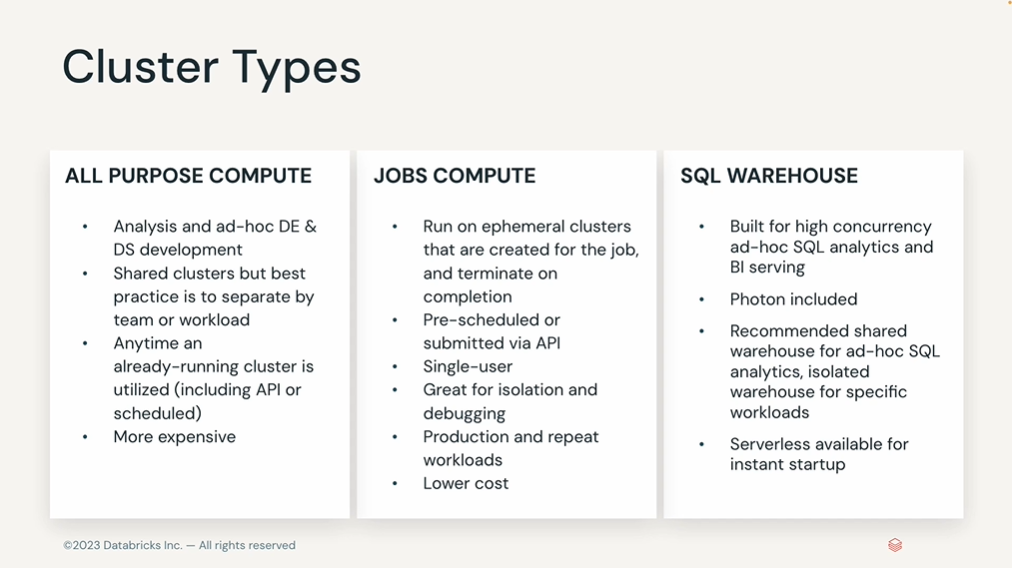 Cluster Types
ALL PURPOSE COMPUTE
• Analysis and ad-hoc DE &
DS development
• Shared clusters but best
practice is to separate by
team or workload
• Anytime an
already-running cluster is
utilized (including API or
scheduled)
• More expensive
JOBS COMPUTE
• Run on ephemeral clusters
that are created for the job,
and terminate on
completion
• Pre-scheduled or
submitted via API
• Single-user
• Great for isolation and
debugging
• Production and repeat
workloads
• Lower cost
SQL WAREHOUSE
• Built for high concurrency
ad-hoc SQL analytics and
BI serving
• Photon included
• Recommended shared
warehouse for ad-hoc SQL
analytics, isolated
warehouse for specific
workloads
• Serverless available for
instant startup
©2023 Databricks Inc. — All rights reserved